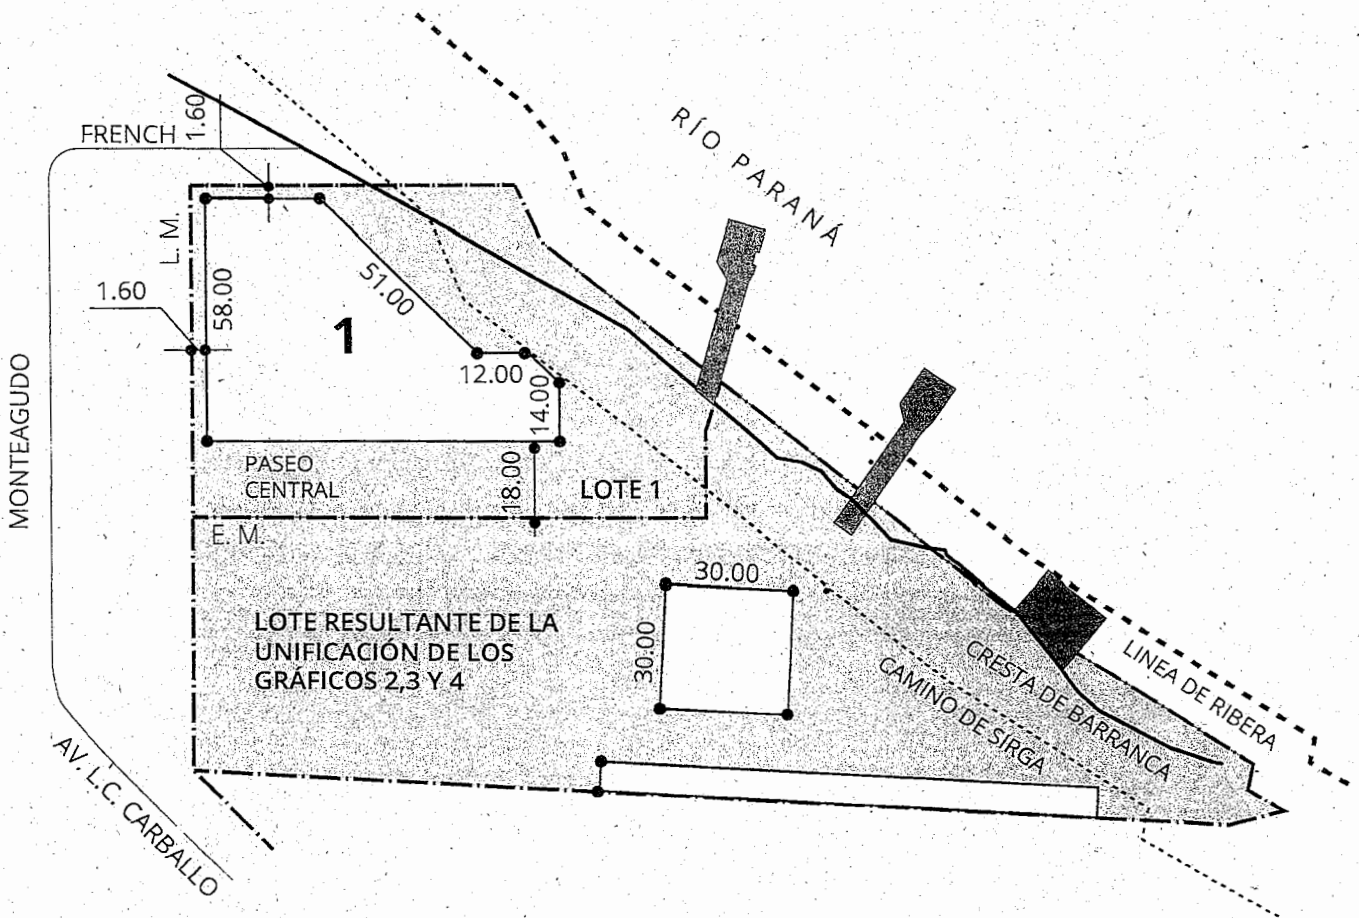 1.60
FRENCH
RÍO PARANÁ
L. M.
1.60
58.00
51.00
1
12.00
14.00
MONTEAGUDO
PASEO
CENTRAL
18.00
LOTE 1
E. M.
30.00
30.00
LOTE RESULTANTE DE LA
UNIFICACIÓN DE LOS
GRÁFICOS 2,3 Y 4
CAMINO DE SIRGA
CRESTA DE BARRANCA
LINEA DE RIBERA
AV. L.C. CARBALLO